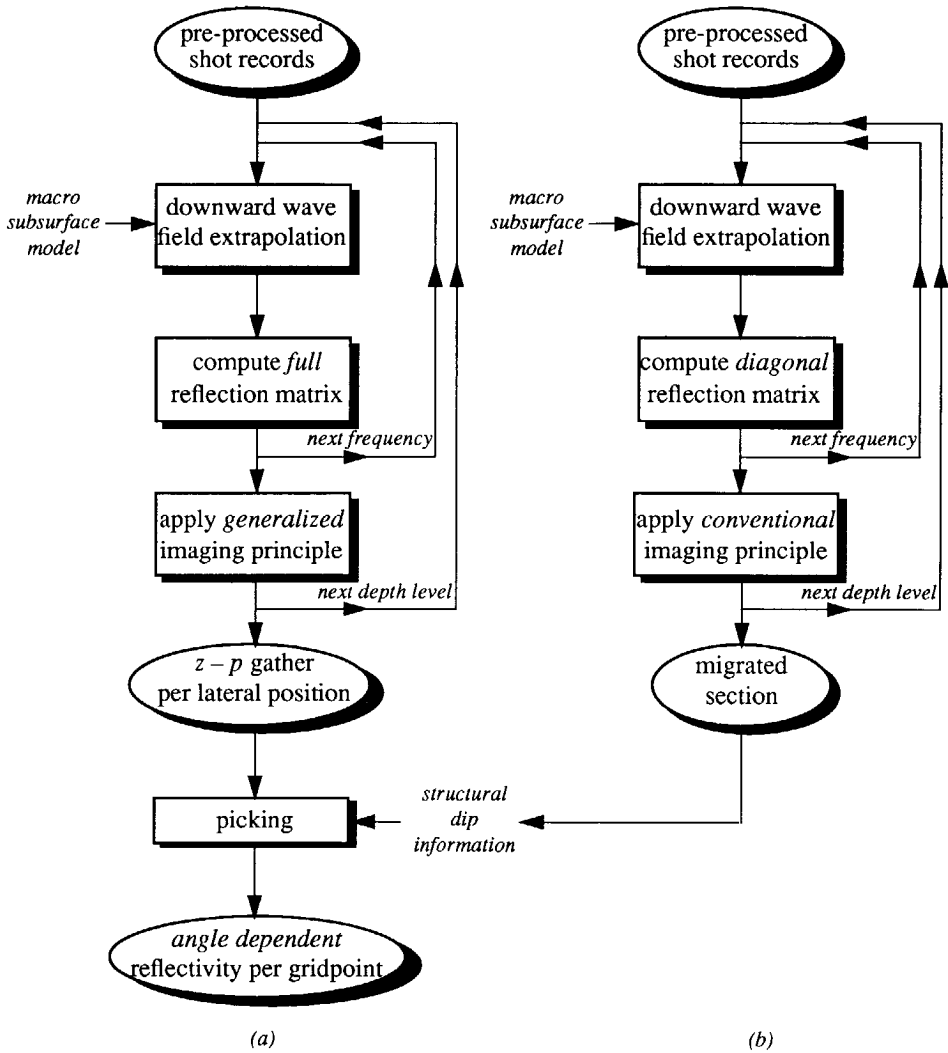 pre-processed
shot records
macro
subsurface
model
downward wave
field extrapolation
compute full
reflection matrix
next frequency
apply generalized
imaging principle
next depth level
z – p gather
per lateral position
picking
angle dependent
reflectivity per gridpoint
(a)
pre-processed
shot records
macro
subsurface
model
downward wave
field extrapolation
compute diagonal
reflection matrix
next frequency
apply conventional
imaging principle
next depth level
migrated
section
structural
dip
information
(b)